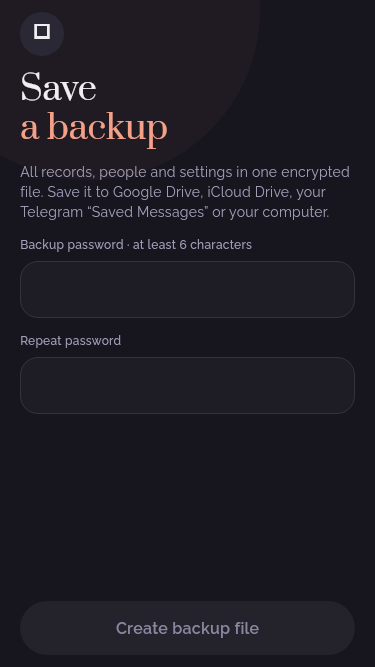 Save
a backup
All records, people and settings in one encrypted
file. Save it to Google Drive, iCloud Drive, your
Telegram “Saved Messages” or your computer.
Backup password · at least 6 characters
Repeat password
Create backup file